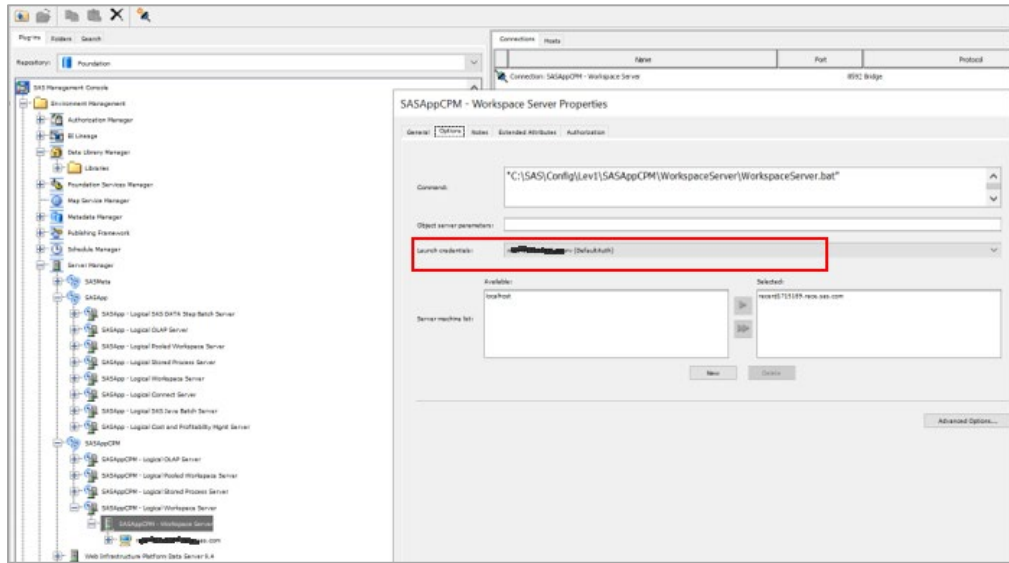 Plug-ins Folders Search
Repository: Foundation
SAS Management Console
Environment Management
Authorization Manager
BI Lineage
Data Library Manager
Libraries
Foundation Services Manager
Map Service Manager
Metadata Manager
Publishing Framework
Schedule Manager
Server Manager
SASMeta
SASApp
SASApp - Logical SAS DATA Step Batch Server
SASApp - Logical OLAP Server
SASApp - Logical Pooled Workspace Server
SASApp - Logical Stored Process Server
SASApp - Logical Workspace Server
SASApp - Logical Connect Server
SASApp - Logical SAS Java Batch Server
SASApp - Logical Cost and Profitability Mgmt Server
SASAppCPM
SASAppCPM - Logical OLAP Server
SASAppCPM - Logical Pooled Workspace Server
SASAppCPM - Logical Stored Process Server
SASAppCPM - Logical Workspace Server
SASAppCPM - Workspace Server
.sas.com
Web Infrastructure Platform Data Server 9.4
Connections Hosts
Name Port Protocol
Connection: SASAppCPM - Workspace Server 8592 Bridge
SASAppCPM - Workspace Server Properties
General Options Notes Extended Attributes Authorization
Command: "C:\SAS\Config\Lev1\SASAppCPM\WorkspaceServer\WorkspaceServer.bat"
Object server parameters:
Launch credentials: (DefaultAuth)
Available: Selected:
localhost
Server machine list:
New Delete
Advanced Options...